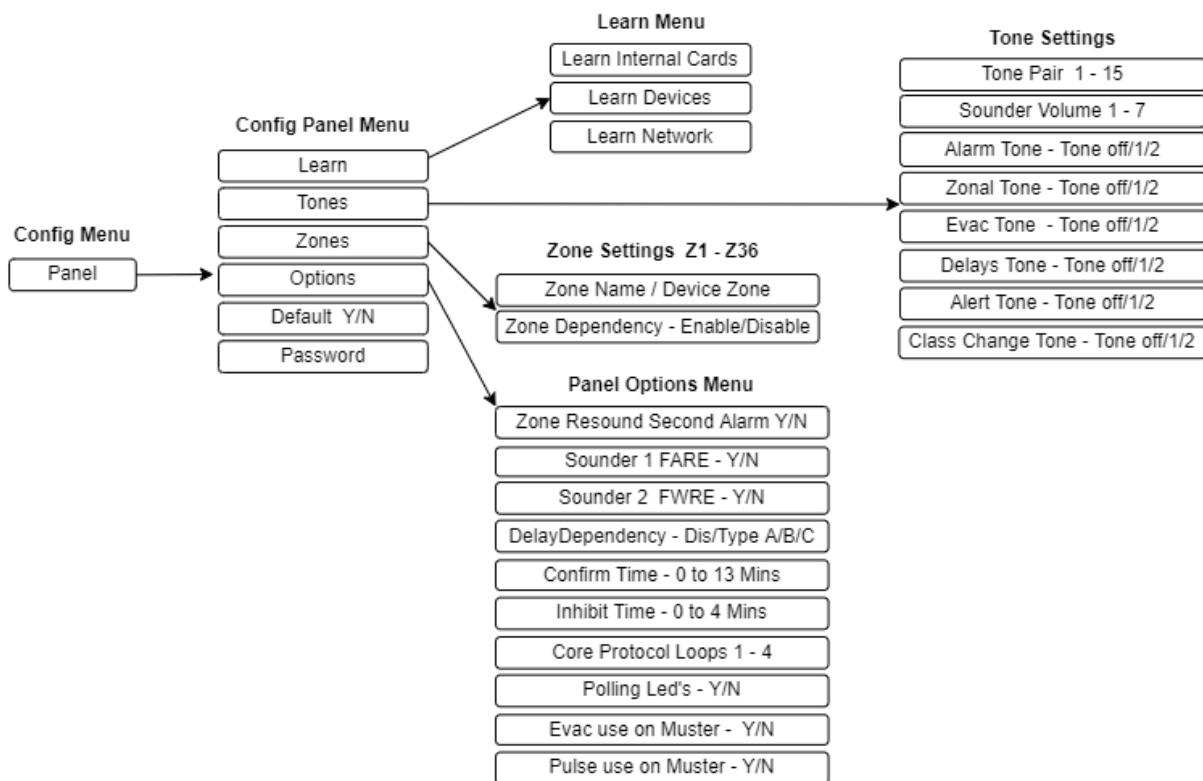 Config Menu
Panel
Config Panel Menu
Learn
Tones
Zones
Options
Default Y/N
Password
Learn Menu
Learn Internal Cards
Learn Devices
Learn Network
Zone Settings Z1 - Z36
Zone Name / Device Zone
Zone Dependency - Enable/Disable
Panel Options Menu
Zone Resound Second Alarm Y/N
Sounder 1 FARE - Y/N
Sounder 2 FWRE - Y/N
DelayDependency - Dis/Type A/B/C
Confirm Time - 0 to 13 Mins
Inhibit Time - 0 to 4 Mins
Core Protocol Loops 1 - 4
Polling Led's - Y/N
Evac use on Muster - Y/N
Pulse use on Muster - Y/N
Tone Settings
Tone Pair 1 - 15
Sounder Volume 1 - 7
Alarm Tone - Tone off/1/2
Zonal Tone - Tone off/1/2
Evac Tone - Tone off/1/2
Delays Tone - Tone off/1/2
Alert Tone - Tone off/1/2
Class Change Tone - Tone off/1/2